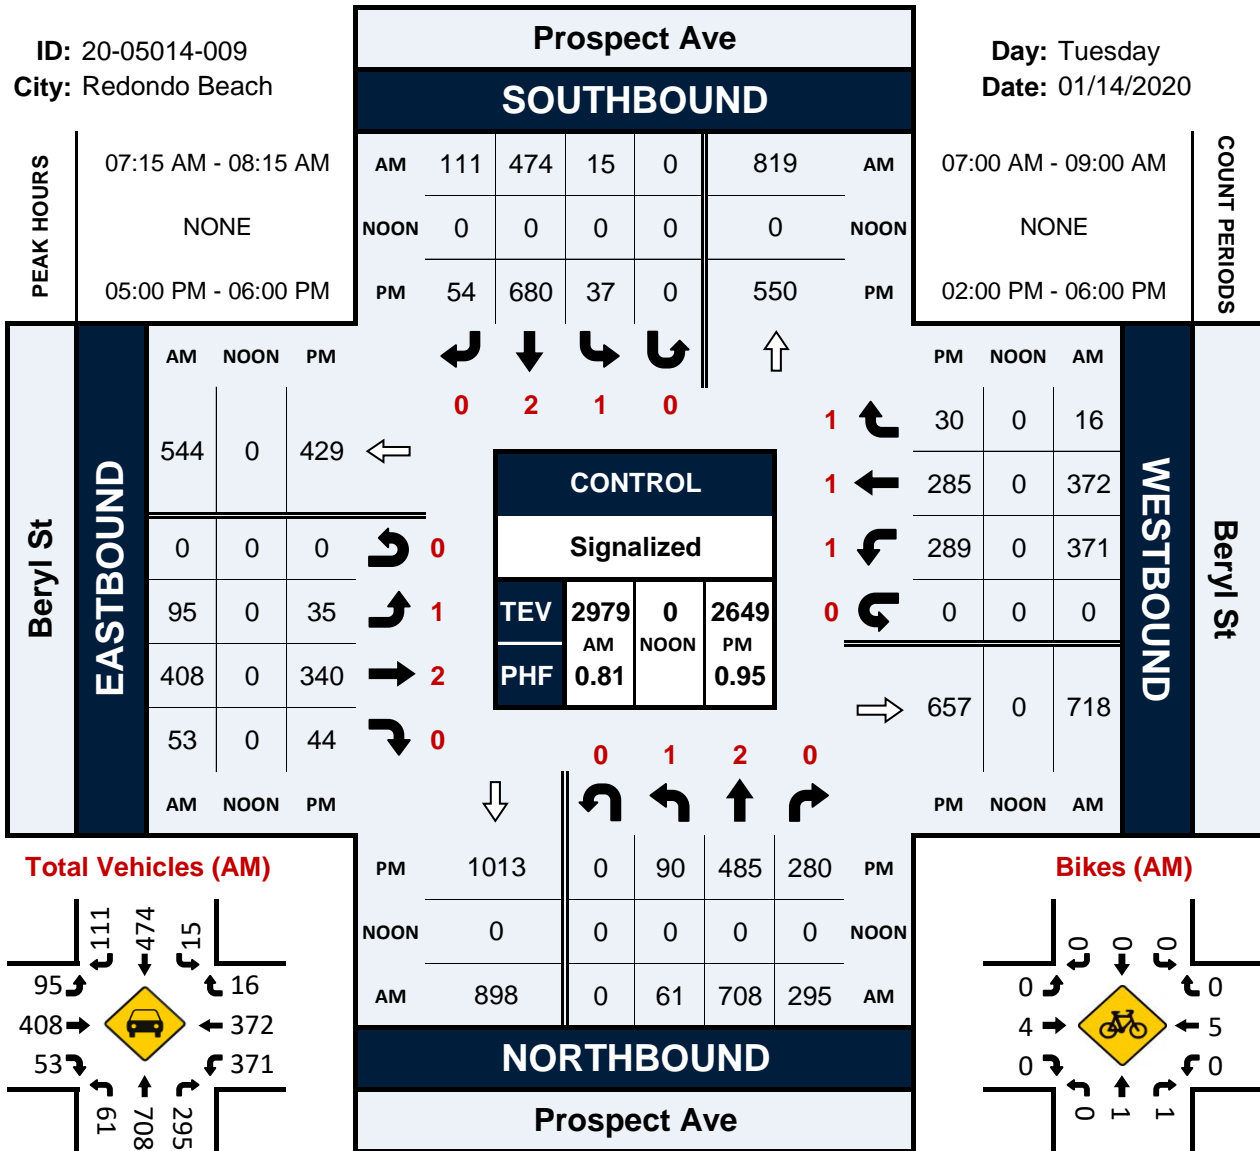 Prospect Ave
ID: 20-05014-009
City: Redondo Beach
Day: Tuesday
Date: 01/14/2020
SOUTHBOUND
PEAK HOURS
07:15 AM - 08:15 AM
NONE
05:00 PM - 06:00 PM
AM 111 474 15 0 819 AM
NOON 0 0 0 0 0 NOON
PM 54 680 37 0 550 PM
07:00 AM - 09:00 AM
NONE
02:00 PM - 06:00 PM
COUNT PERIODS
0 2 1 0
Beryl St
EASTBOUND
AM NOON PM
544 0 429
0 0 0 0
95 0 35 1
408 0 340 2
53 0 44 0
AM NOON PM
CONTROL
Signalized
TEV 2979 0 2649
AM NOON PM
PHF 0.81 0.95
PM NOON AM
1 30 0 16
1 285 0 372
1 289 0 371
0 0 0 0
657 0 718
PM NOON AM
WESTBOUND
Beryl St
0 1 2 0
PM 1013 0 90 485 280 PM
NOON 0 0 0 0 0 NOON
AM 898 0 61 708 295 AM
NORTHBOUND
Prospect Ave
Total Vehicles (AM)
111 474 15
95 16
408 372
53 371
61 708 295
Bikes (AM)
0 0 0
0 0
4 5
0 0
0 1 1